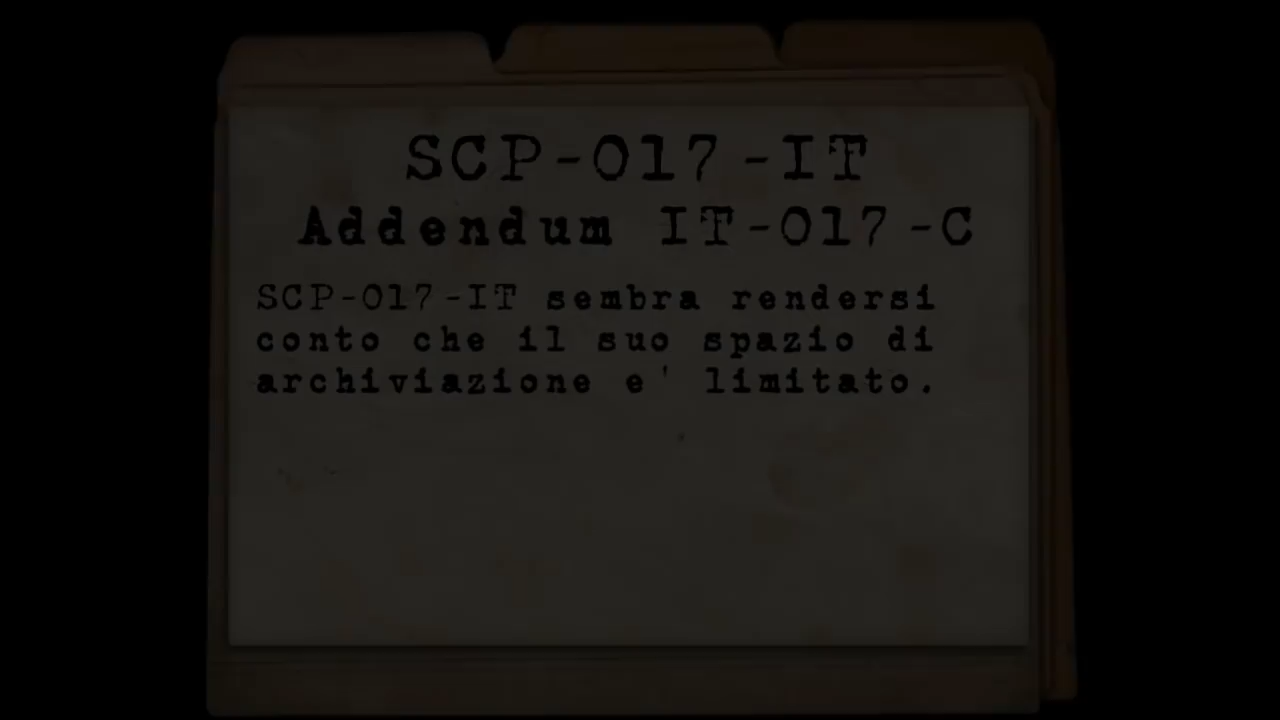 SCP-017-IT
Addendum IT-017-C
SCP-017-IT sembra rendersi
conto che il suo spazio di
archiviazione e' limitato.